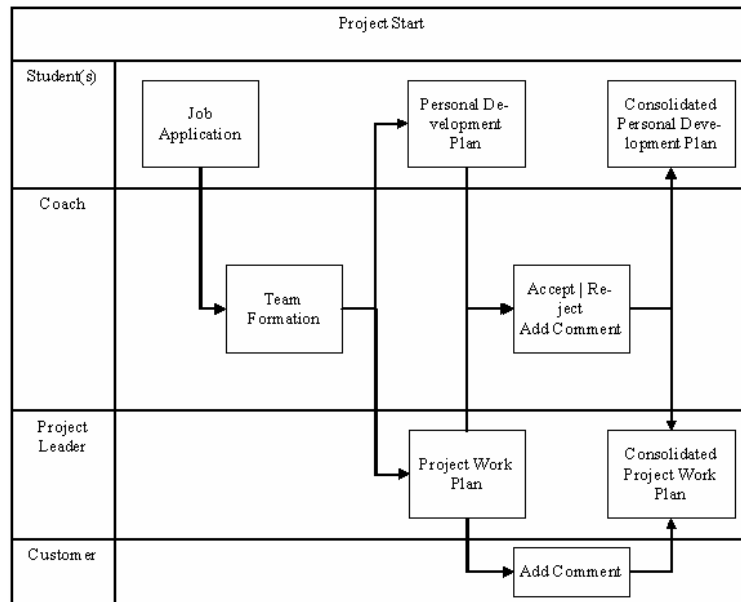 Project Start
Student(s)
Job
Application
Personal De-
velopment
Plan
Consolidated
Personal Deve-
lopment Plan
Coach
Team
Formation
Accept | Re-
ject
Add Comment
Project
Leader
Project Work
Plan
Consolidated
Project Work
Plan
Customer
Add Comment